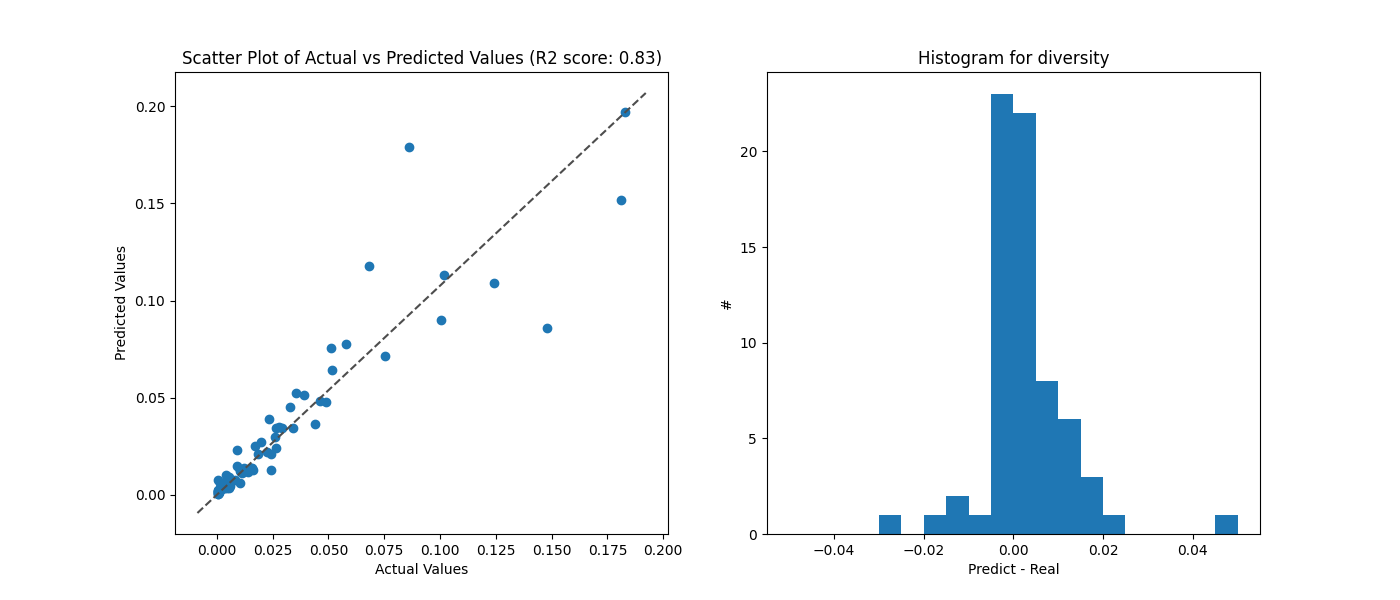 Scatter Plot of Actual vs Predicted Values (R2 score: 0.83)
Predicted Values
0.20
0.15
0.10
0.05
0.00
0.000 0.025 0.050 0.075 0.100 0.125 0.150 0.175 0.200
Actual Values
Histogram for diversity
#
20
15
10
5
0
−0.04 −0.02 0.00 0.02 0.04
Predict - Real